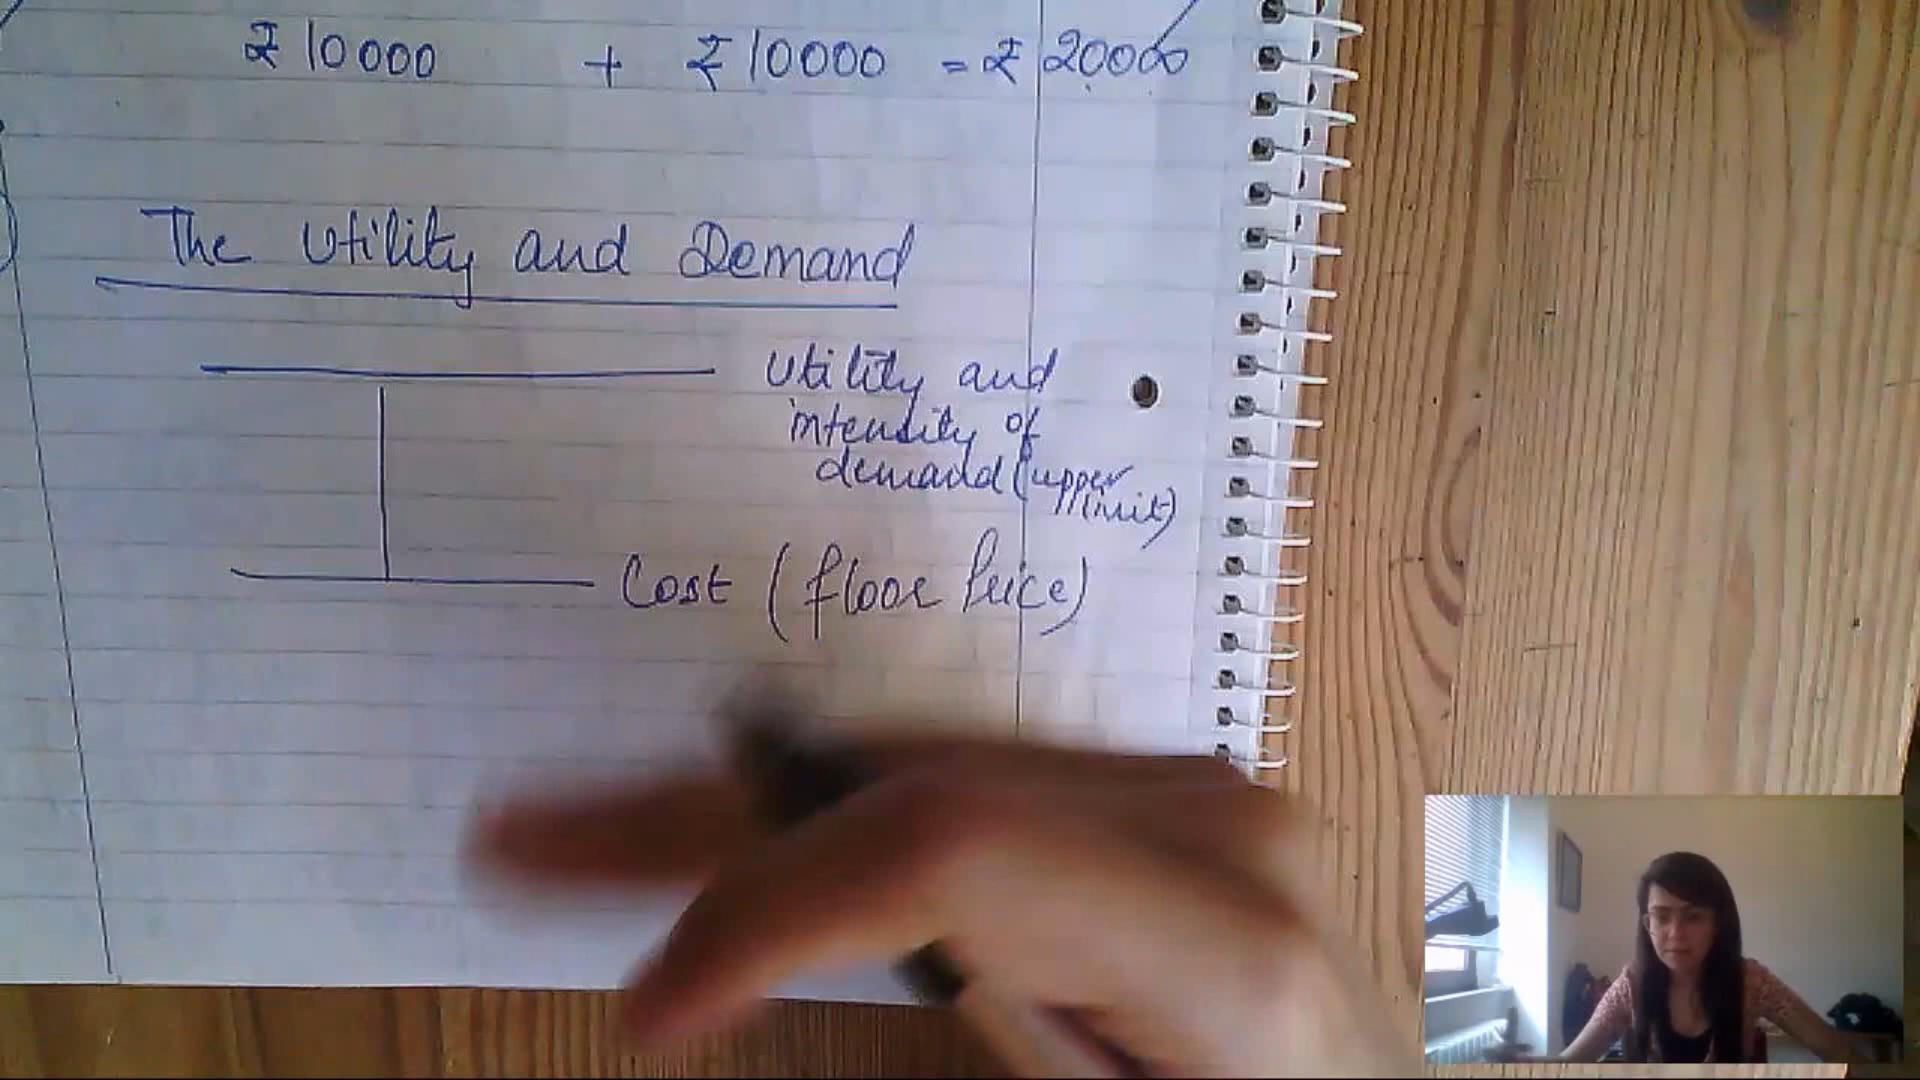 ₹ 10000 + ₹ 10000 = ₹ 20000
The Utility and Demand
Utility and
intensity of
demand (upper
limit)
Cost (floor Price)